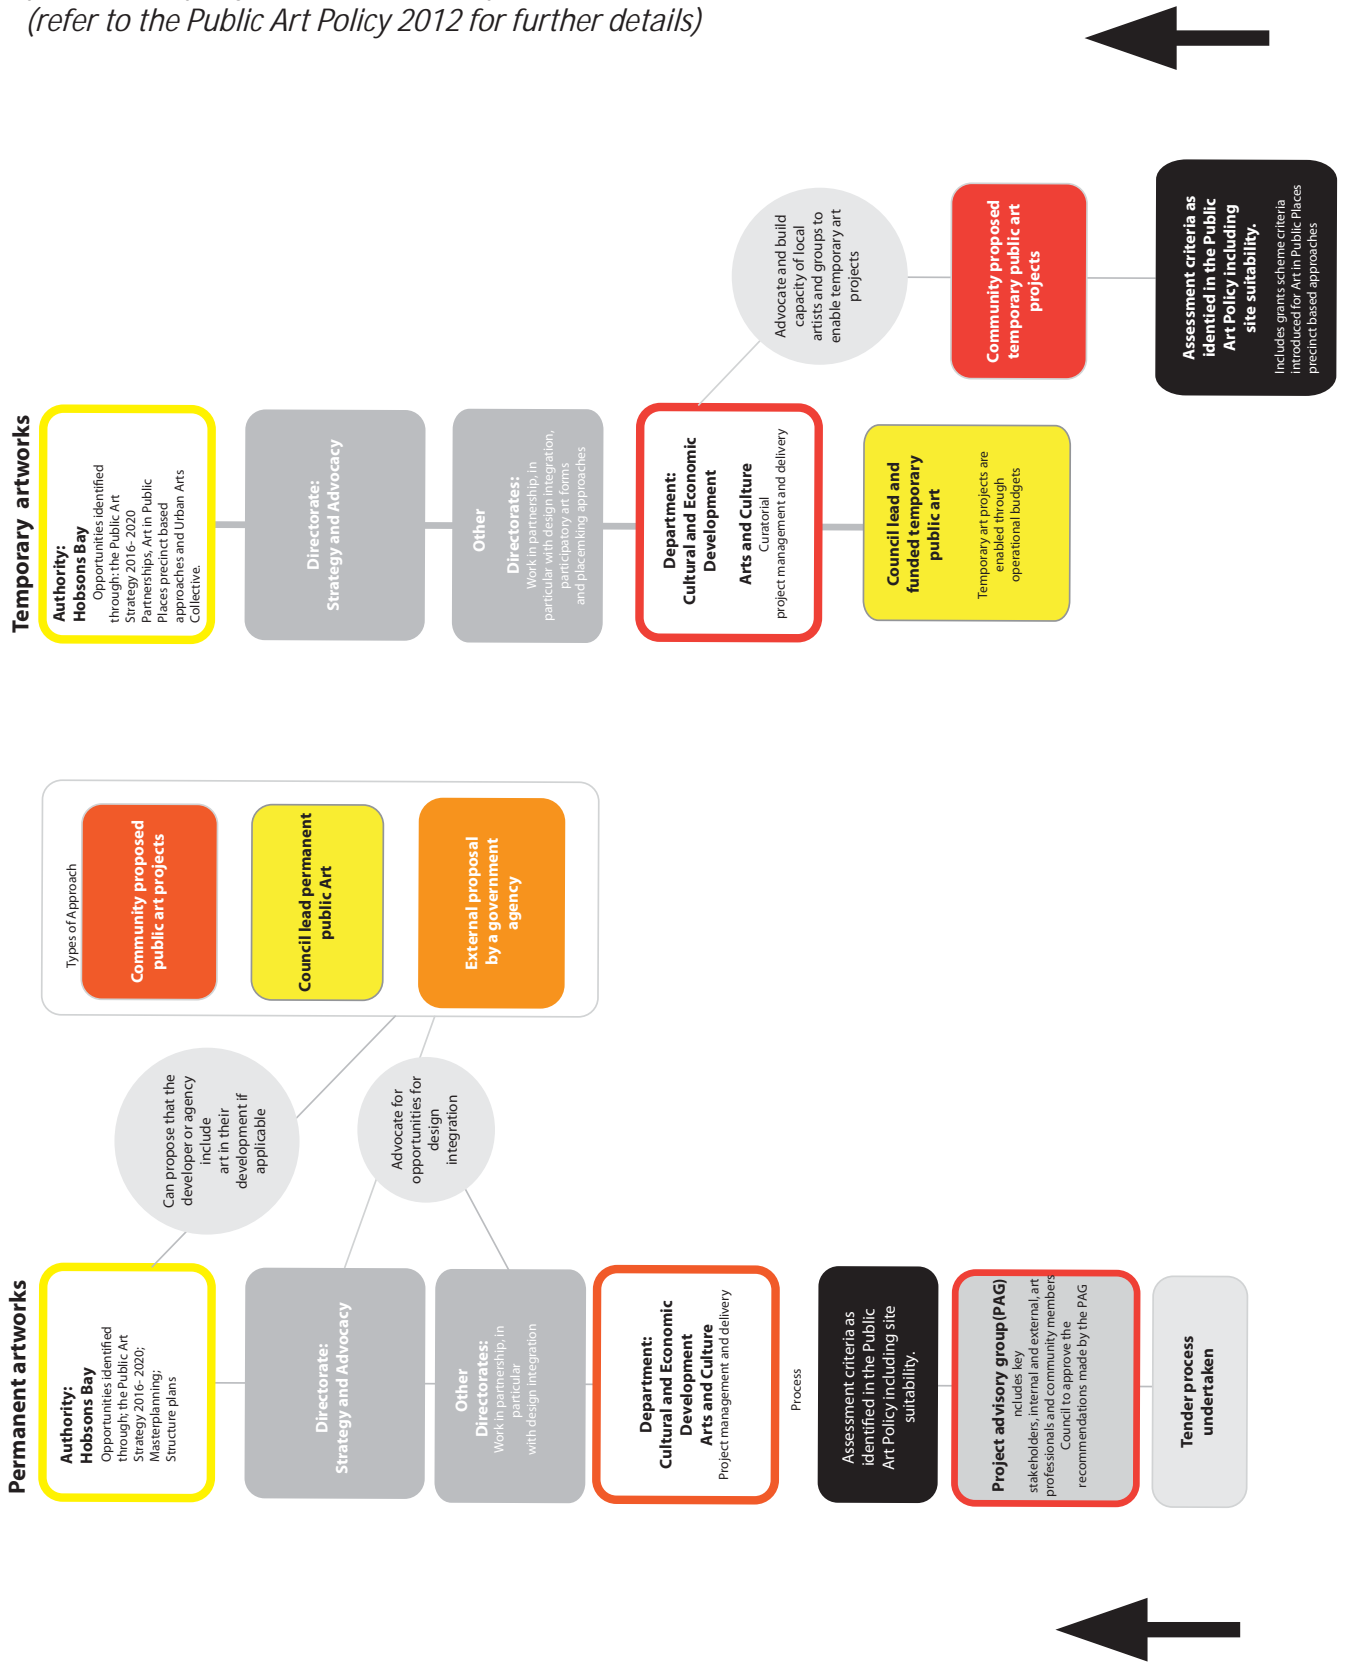 (refer to the Public Art Policy 2012 for further details)
Permanent artworks
Authority:
Hobsons Bay
Opportunities identified
through; the Public Art
Strategy 2016- 2020;
Masterplanning;
Structure plans
Directorate:
Strategy and Advocacy
Other
Directorates:
Work in partnership, in
particular
with design integration
Department:
Cultural and Economic
Development
Arts and Culture
Project management and delivery
Process
Assessment criteria as
identified in the Public
Art Policy including site
suitability.
Project advisory group(PAG)
ncludes key
stakeholders, internal and external, art
professionals and community members
Council to approve the
recommendations made by the PAG
Tender process
undertaken
Can propose that the
developer or agency
include
art in their
development if
applicable
Advocate for
opportunities for
design
integration
Types of Approach
Community proposed
public art projects
Council lead permanent
public Art
External proposal
by a government
agency
Temporary artworks
Authority:
Hobsons Bay
Opportunities identified
through: the Public Art
Strategy 2016- 2020
Partnerships, Art in Public
Places precinct based
approaches and Urban Arts
Collective.
Directorate:
Strategy and Advocacy
Other
Directorates:
Work in partnership, in
particular with design integration,
participatory art forms
and placemking approaches
Department:
Cultural and Economic
Development
Arts and Culture
Curatorial
project management and delivery
Council lead and
funded temporary
public art
Temporary art projects are
enabled through
operational budgets
Advocate and build
capacity of local
artists and groups to
enable temporary art
projects
Community proposed
temporary public art
projects
Assessment criteria as
identied in the Public
Art Policy including
site suitability.
Includes grants scheme criteria
introduced for Art in Public Places
precinct based approaches